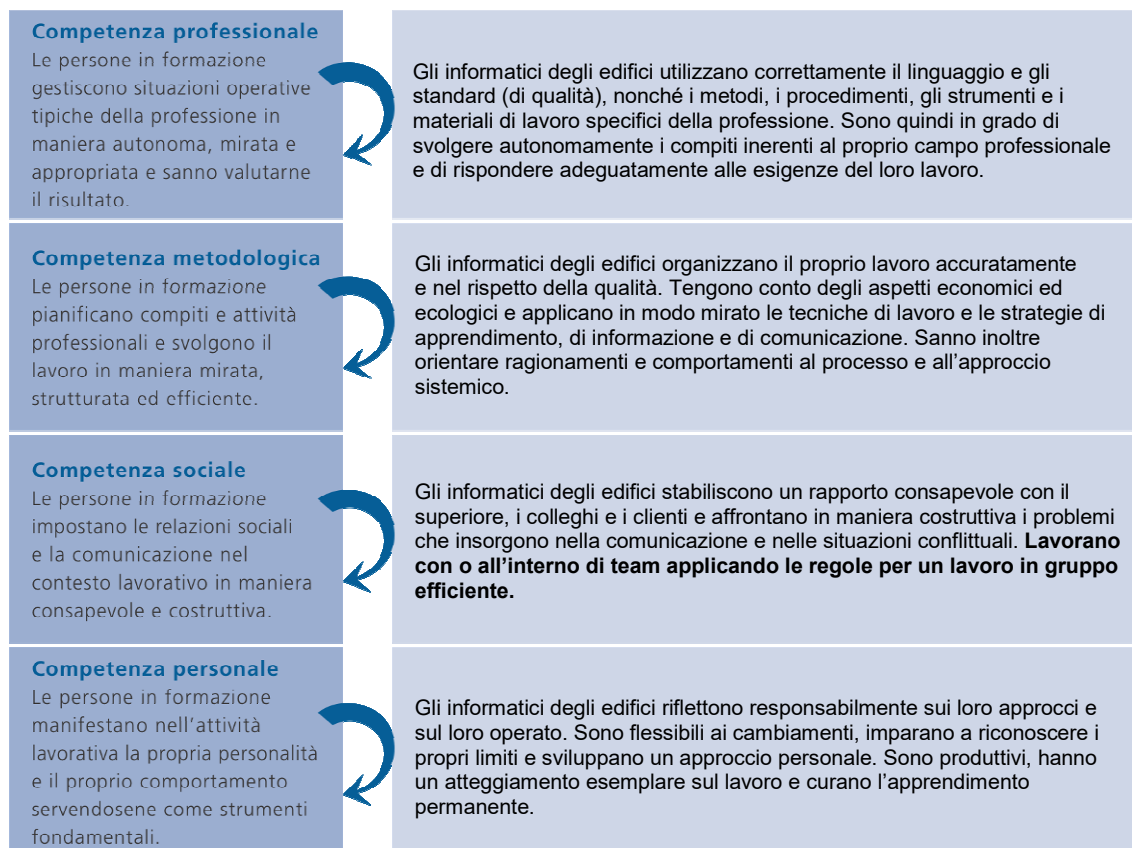 Competenza professionale
Le persone in formazione
gestiscono situazioni operative
tipiche della professione in
maniera autonoma, mirata e
appropriata e sanno valutarne
il risultato.
Gli informatici degli edifici utilizzano correttamente il linguaggio e gli
standard (di qualità), nonché i metodi, i procedimenti, gli strumenti e i
materiali di lavoro specifici della professione. Sono quindi in grado di
svolgere autonomamente i compiti inerenti al proprio campo professionale
e di rispondere adeguatamente alle esigenze del loro lavoro.
Competenza metodologica
Le persone in formazione
pianificano compiti e attività
professionali e svolgono il
lavoro in maniera mirata,
strutturata ed efficiente.
Gli informatici degli edifici organizzano il proprio lavoro accuratamente
e nel rispetto della qualità. Tengono conto degli aspetti economici ed
ecologici e applicano in modo mirato le tecniche di lavoro e le strategie di
apprendimento, di informazione e di comunicazione. Sanno inoltre
orientare ragionamenti e comportamenti al processo e all’approccio
sistemico.
Competenza sociale
Le persone in formazione
impostano le relazioni sociali
e la comunicazione nel
contesto lavorativo in maniera
consapevole e costruttiva.
Gli informatici degli edifici stabiliscono un rapporto consapevole con il
superiore, i colleghi e i clienti e affrontano in maniera costruttiva i problemi
che insorgono nella comunicazione e nelle situazioni conflittuali. Lavorano
con o all’interno di team applicando le regole per un lavoro in gruppo
efficiente.
Competenza personale
Le persone in formazione
manifestano nell’attività
lavorativa la propria personalità
e il proprio comportamento
servendosene come strumenti
fondamentali.
Gli informatici degli edifici riflettono responsabilmente sui loro approcci e
sul loro operato. Sono flessibili ai cambiamenti, imparano a riconoscere i
propri limiti e sviluppano un approccio personale. Sono produttivi, hanno
un atteggiamento esemplare sul lavoro e curano l’apprendimento
permanente.